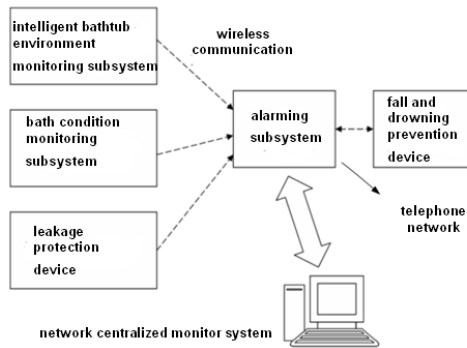 intelligent bathtub
environment
monitoring subsystem
wireless
communication
bath condition
monitoring
subsystem
alarming
subsystem
fall and
drowning
prevention
device
leakage
protection
device
telephone
network
network centralized monitor system